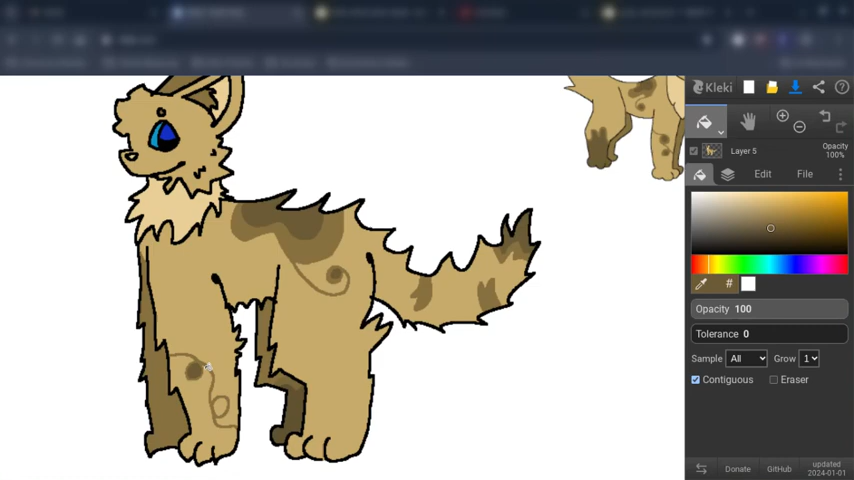 Kleki
Layer 5
Opacity
100%
Edit
File
#
Opacity 100
Tolerance 0
Sample All
Grow 1
Contiguous
Eraser
Donate
GitHub
updated
2024-01-01